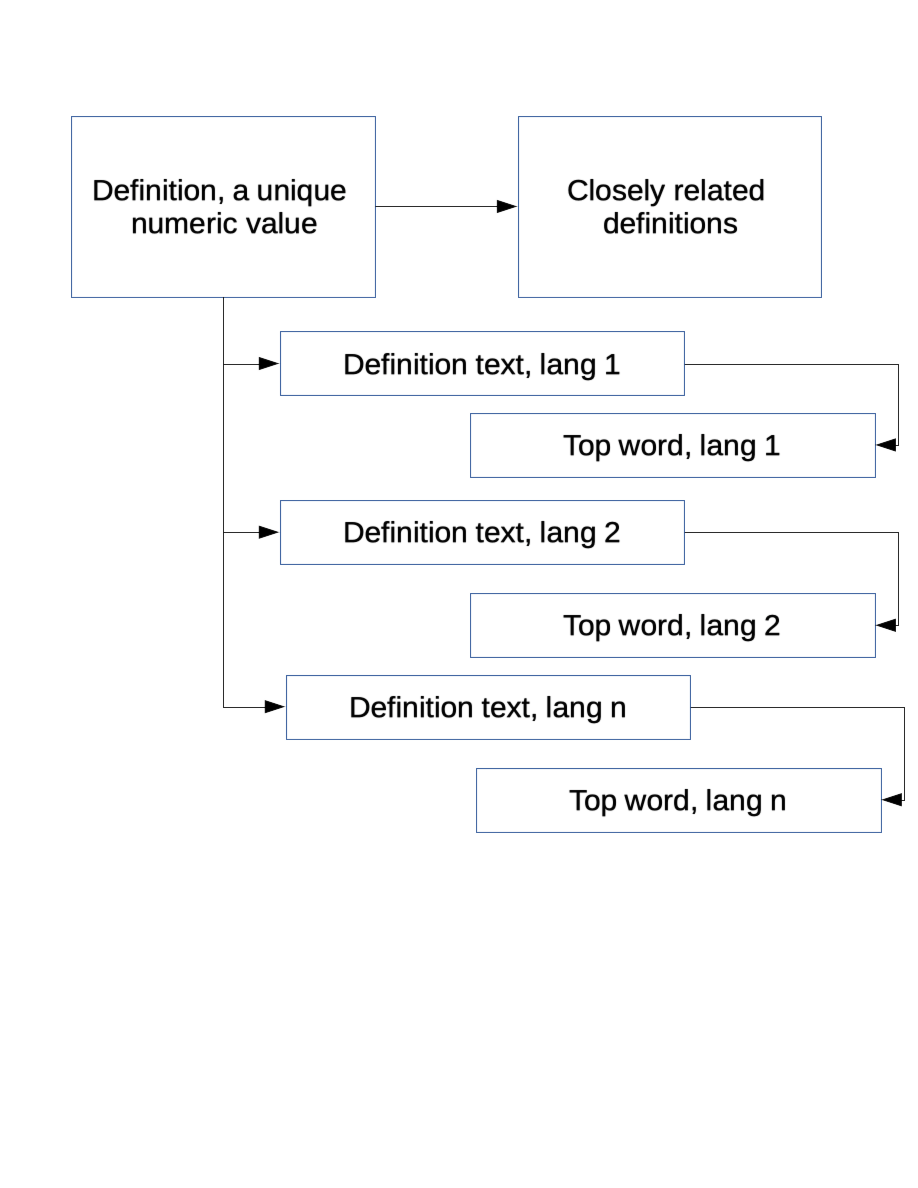 Definition, a unique
numeric value
Closely related
definitions
Definition text, lang 1
Top word, lang 1
Definition text, lang 2
Top word, lang 2
Definition text, lang n
Top word, lang n